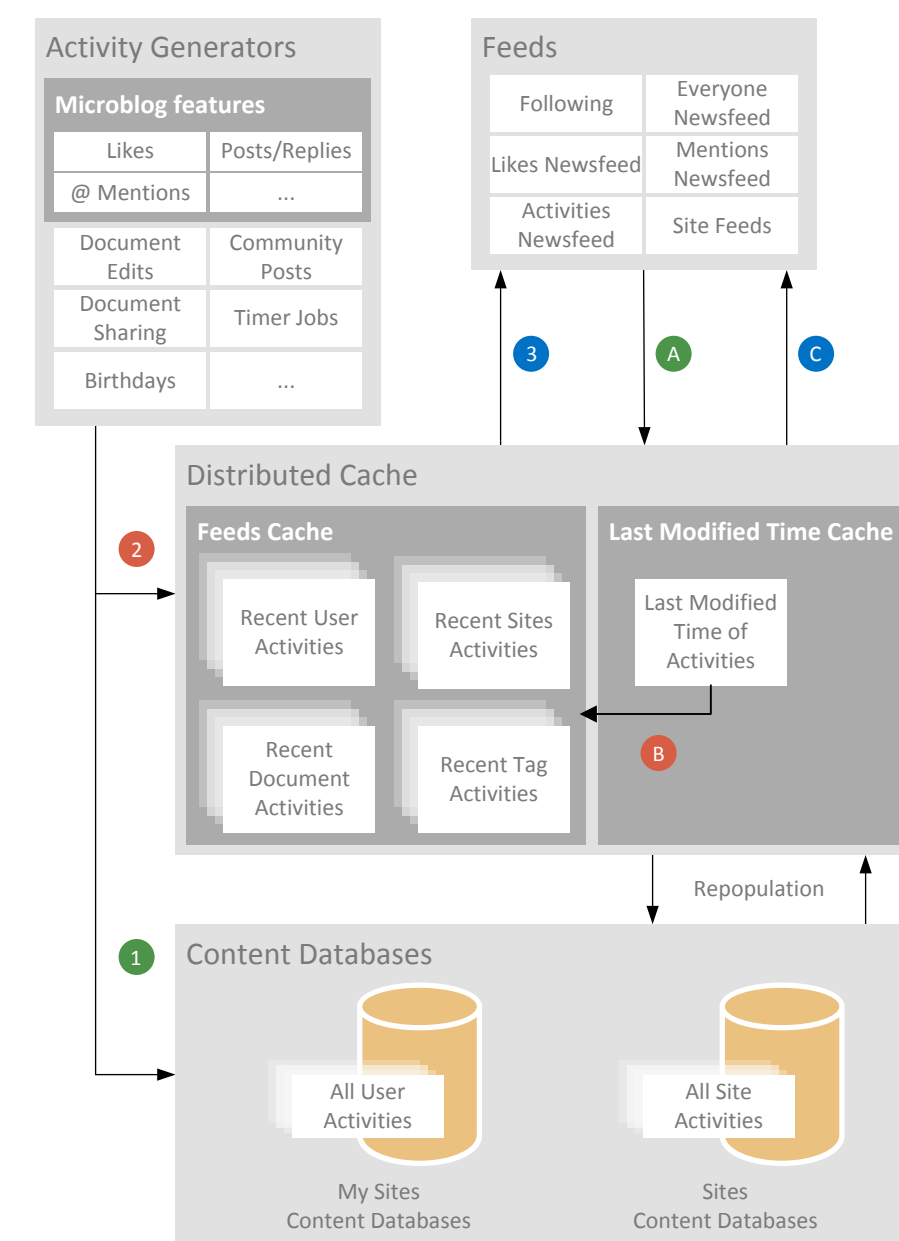 Activity Generators
Microblog features
Likes
Posts/Replies
@ Mentions
...
Document
Edits
Community
Posts
Document
Sharing
Timer Jobs
Birthdays
...
Feeds
Following
Everyone
Newsfeed
Likes Newsfeed
Mentions
Newsfeed
Activities
Newsfeed
Site Feeds
3
A
C
Distributed Cache
2
Feeds Cache
Recent User
Activities
Recent Sites
Activities
Recent
Document
Activities
Recent Tag
Activities
Last Modified Time Cache
Last Modified
Time of
Activities
B
Repopulation
1
Content Databases
All User
Activities
My Sites
Content Databases
All Site
Activities
Sites
Content Databases